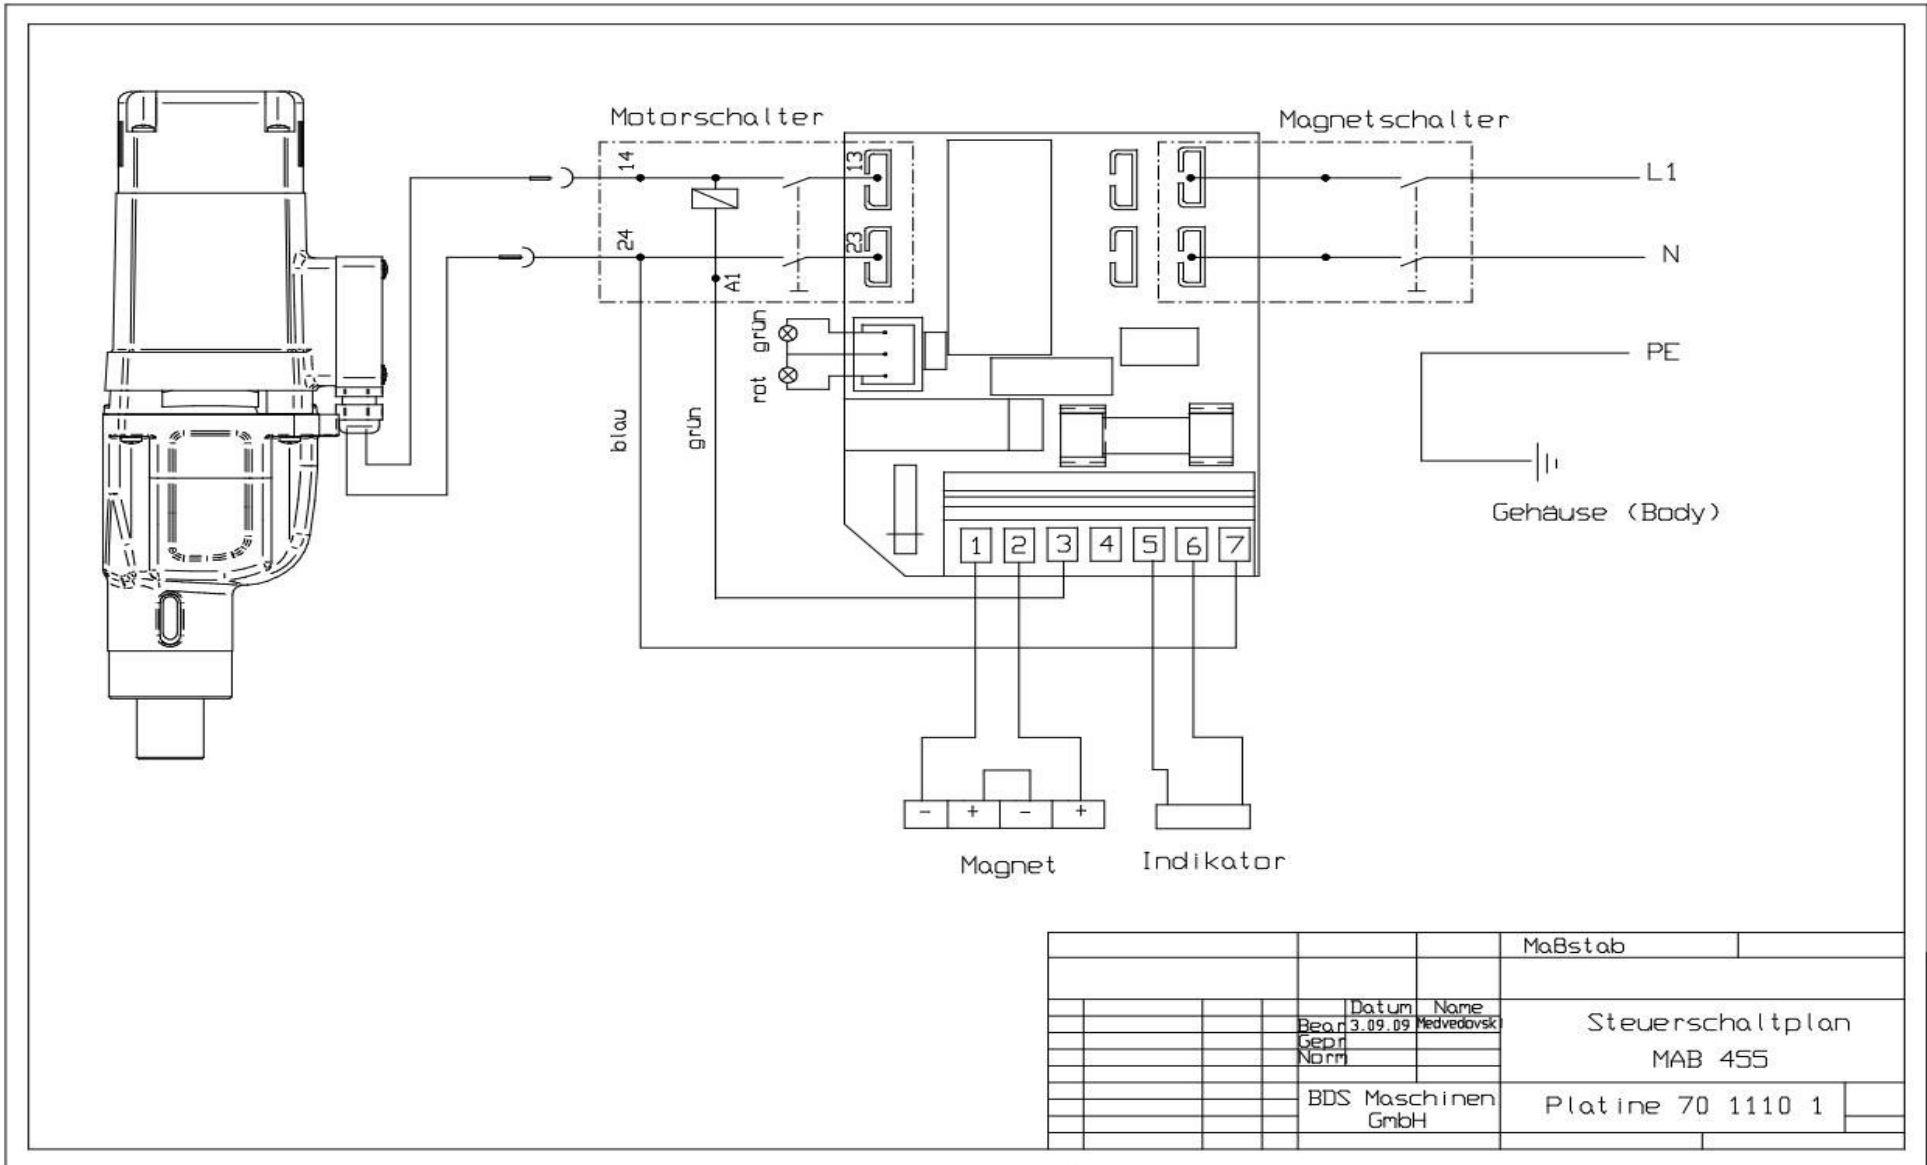 Motorschalter
Magnetschalter
14
13
L1
24
23
N
A1
grün
rot
PE
blau
grün
Gehäuse (Body)
1 2 3 4 5 6 7
- + - +
Magnet
Indikator
Maßstab
Datum Name
Bear 3.09.09 Medvedovski
Gepr
Norm
Steuerschaltplan
MAB 455
BDS Maschinen
GmbH
Platine 70 1110 1